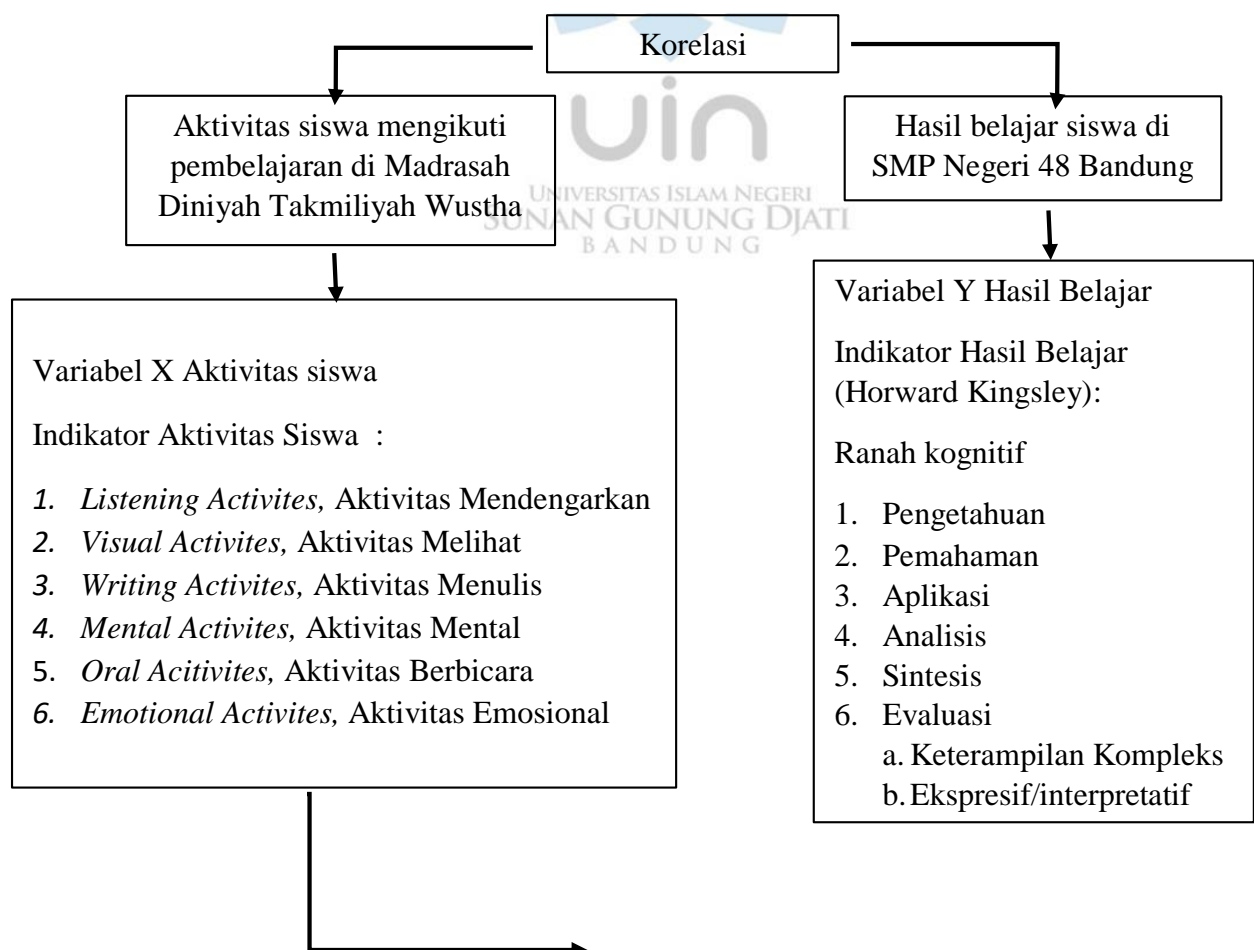 Korelasi
uin
UNIVERSITAS ISLAM NEGERI
SUNAN GUNUNG DJATI
BANDUNG
Aktivitas siswa mengikuti
pembelajaran di Madrasah
Diniyah Takmiliyah Wustha
Hasil belajar siswa di
SMP Negeri 48 Bandung
Variabel X Aktivitas siswa
Indikator Aktivitas Siswa :
1. Listening Activites, Aktivitas Mendengarkan
2. Visual Activites, Aktivitas Melihat
3. Writing Activites, Aktivitas Menulis
4. Mental Activites, Aktivitas Mental
5. Oral Acitivites, Aktivitas Berbicara
6. Emotional Activites, Aktivitas Emosional
Variabel Y Hasil Belajar
Indikator Hasil Belajar
(Horward Kingsley):
Ranah kognitif
1. Pengetahuan
2. Pemahaman
3. Aplikasi
4. Analisis
5. Sintesis
6. Evaluasi
a. Keterampilan Kompleks
b. Ekspresif/interpretatif